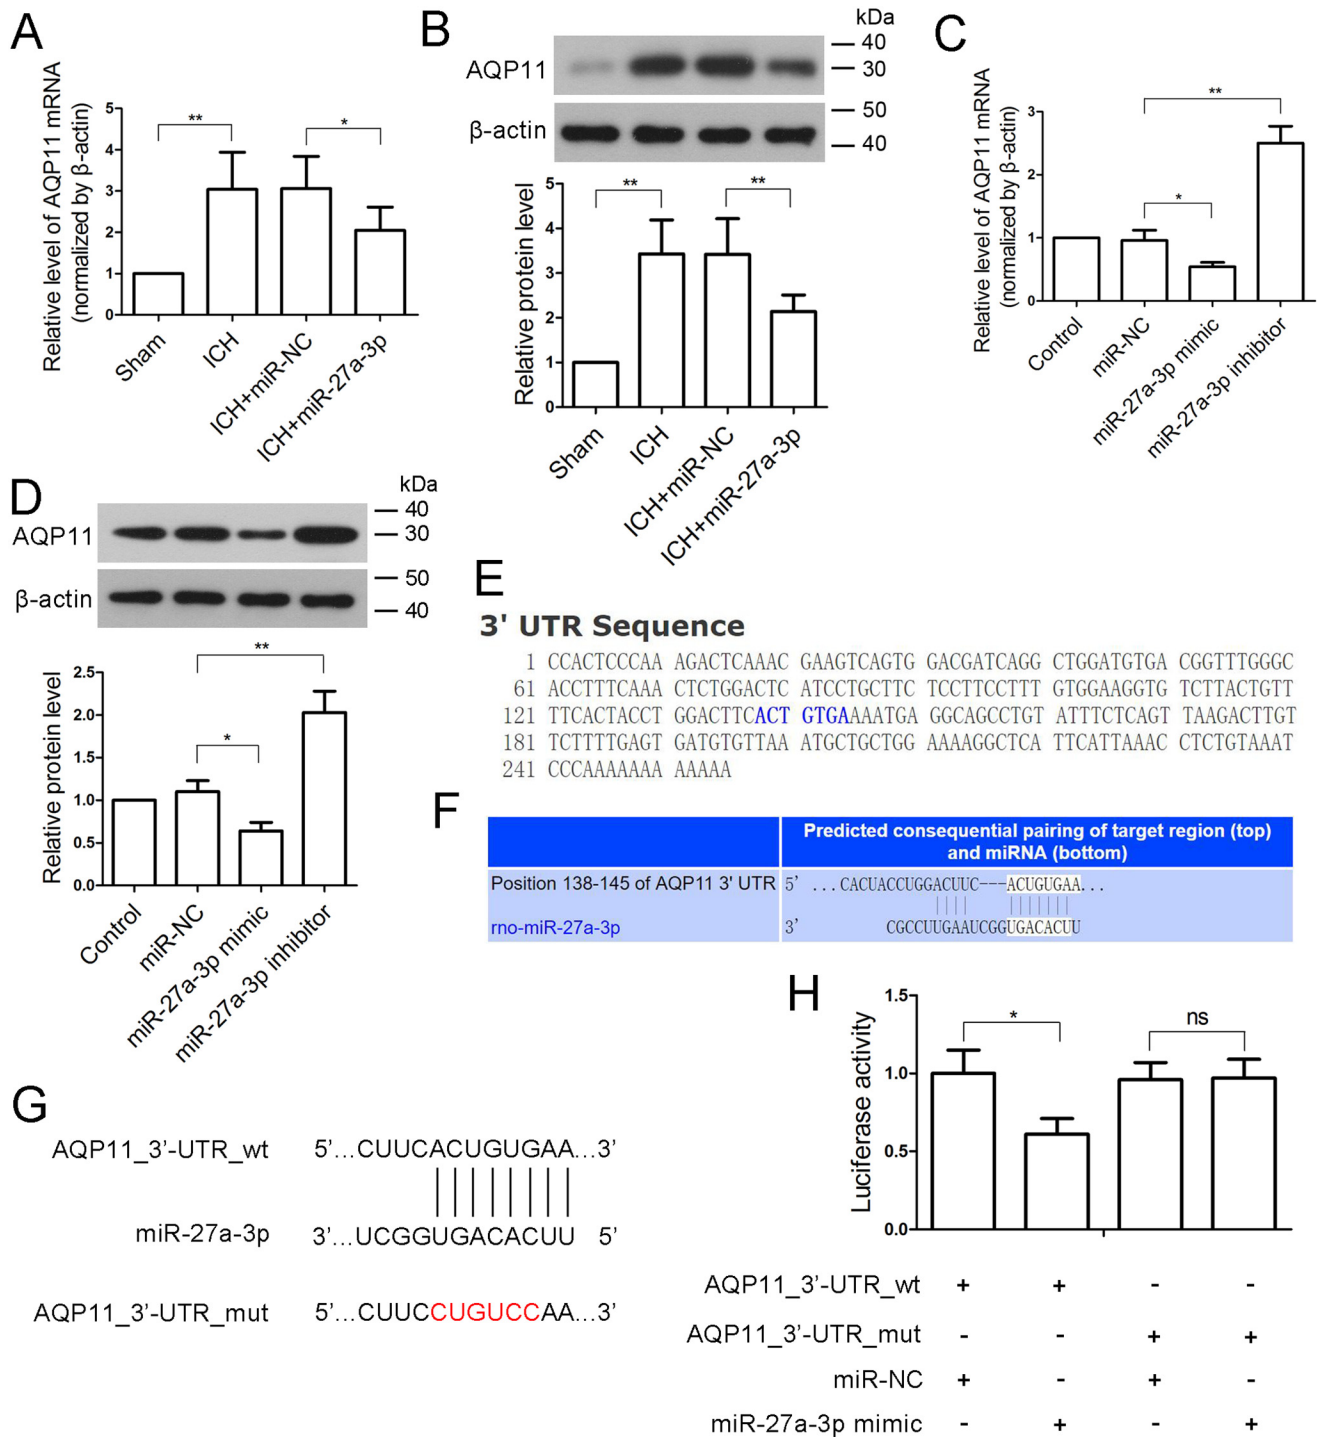 A
Relative level of AQP11 mRNA
(normalized by β-actin)
5
4
3
2
1
0
**
*
Sham
ICH
ICH+miR-NC
ICH+miR-27a-3p
B
kDa
AQP11
40
30
β-actin
50
40
Relative protein level
5
4
3
2
1
0
**
**
Sham
ICH
ICH+miR-NC
ICH+miR-27a-3p
C
Relative level of AQP11 mRNA
(normalized by β-actin)
3
2
1
0
**
*
Control
miR-NC
miR-27a-3p mimic
miR-27a-3p inhibitor
D
kDa
AQP11
40
30
β-actin
50
40
Relative protein level
2.5
2.0
1.5
1.0
0.5
0.0
**
*
Control
miR-NC
miR-27a-3p mimic
miR-27a-3p inhibitor
E
3' UTR Sequence
1 CCACTCCCAA AGACTCAAAC GAAGTCAGTG GACGATCAGG CTGGATGTGA CGGTTTGGGC
61 ACCTTTCAAA CTCTGGACTC ATCCTGCTTC TCCTTCCTTT GTGGAAGGTG TCTTACTGTT
121 TTCACTACCT GGACTTCACT GTGAAAATGA GGCAGCCTGT ATTTCTCAGT TAAGACTTGT
181 TCTTTTGAGT GATGTGTTAA ATGCTGCTGG AAAAGGCTCA TTCATTAAAC CTCTGTAAAT
241 CCCAAAAAAA AAAAA
F
Predicted consequential pairing of target region (top)
and miRNA (bottom)
Position 138-145 of AQP11 3' UTR 5' ...CACUACCUGGACUUC---ACUGUGAA...
rno-miR-27a-3p 3' CGCCUUGAAUCGGUGACACUU
G
AQP11_3'-UTR_wt 5'...CUUCACUGUGAA...3'
miR-27a-3p 3'...UCGGUGACACUU 5'
AQP11_3'-UTR_mut 5'...CUUCCUGUCCAA...3'
H
Luciferase activity
1.5
1.0
0.5
0.0
*
ns
AQP11_3'-UTR_wt + + - -
AQP11_3'-UTR_mut - - + +
miR-NC + - + -
miR-27a-3p mimic - + - +